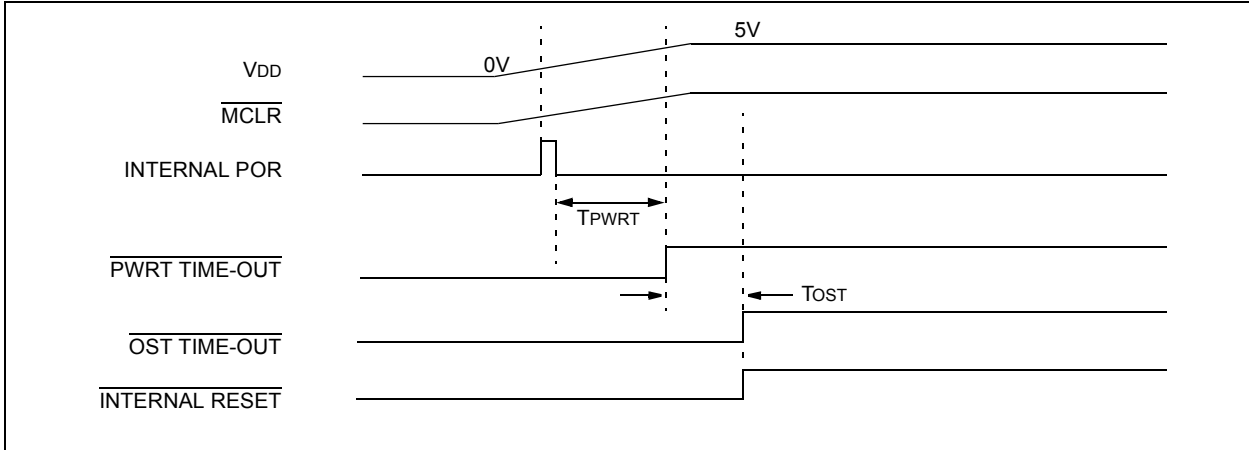 5V
VDD
0V
MCLR
INTERNAL POR
TPWRT
PWRT TIME-OUT
TOST
OST TIME-OUT
INTERNAL RESET